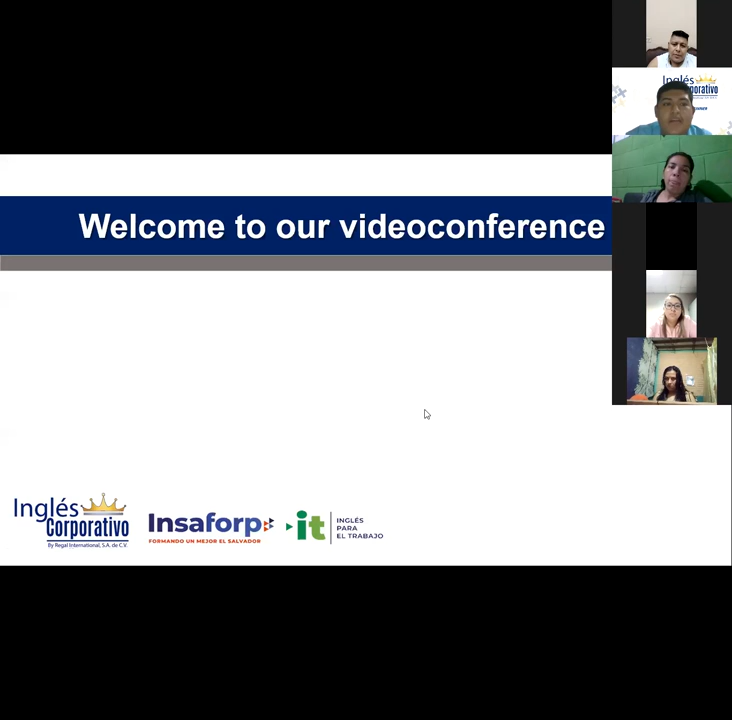 Welcome to our videoconference
Inglés
Corporativo
By Regal International, S.A. de C.V.
Insaforp
FORMANDO UN MEJOR EL SALVADOR
it
INGLÉS
PARA
EL TRABAJO
Inglés